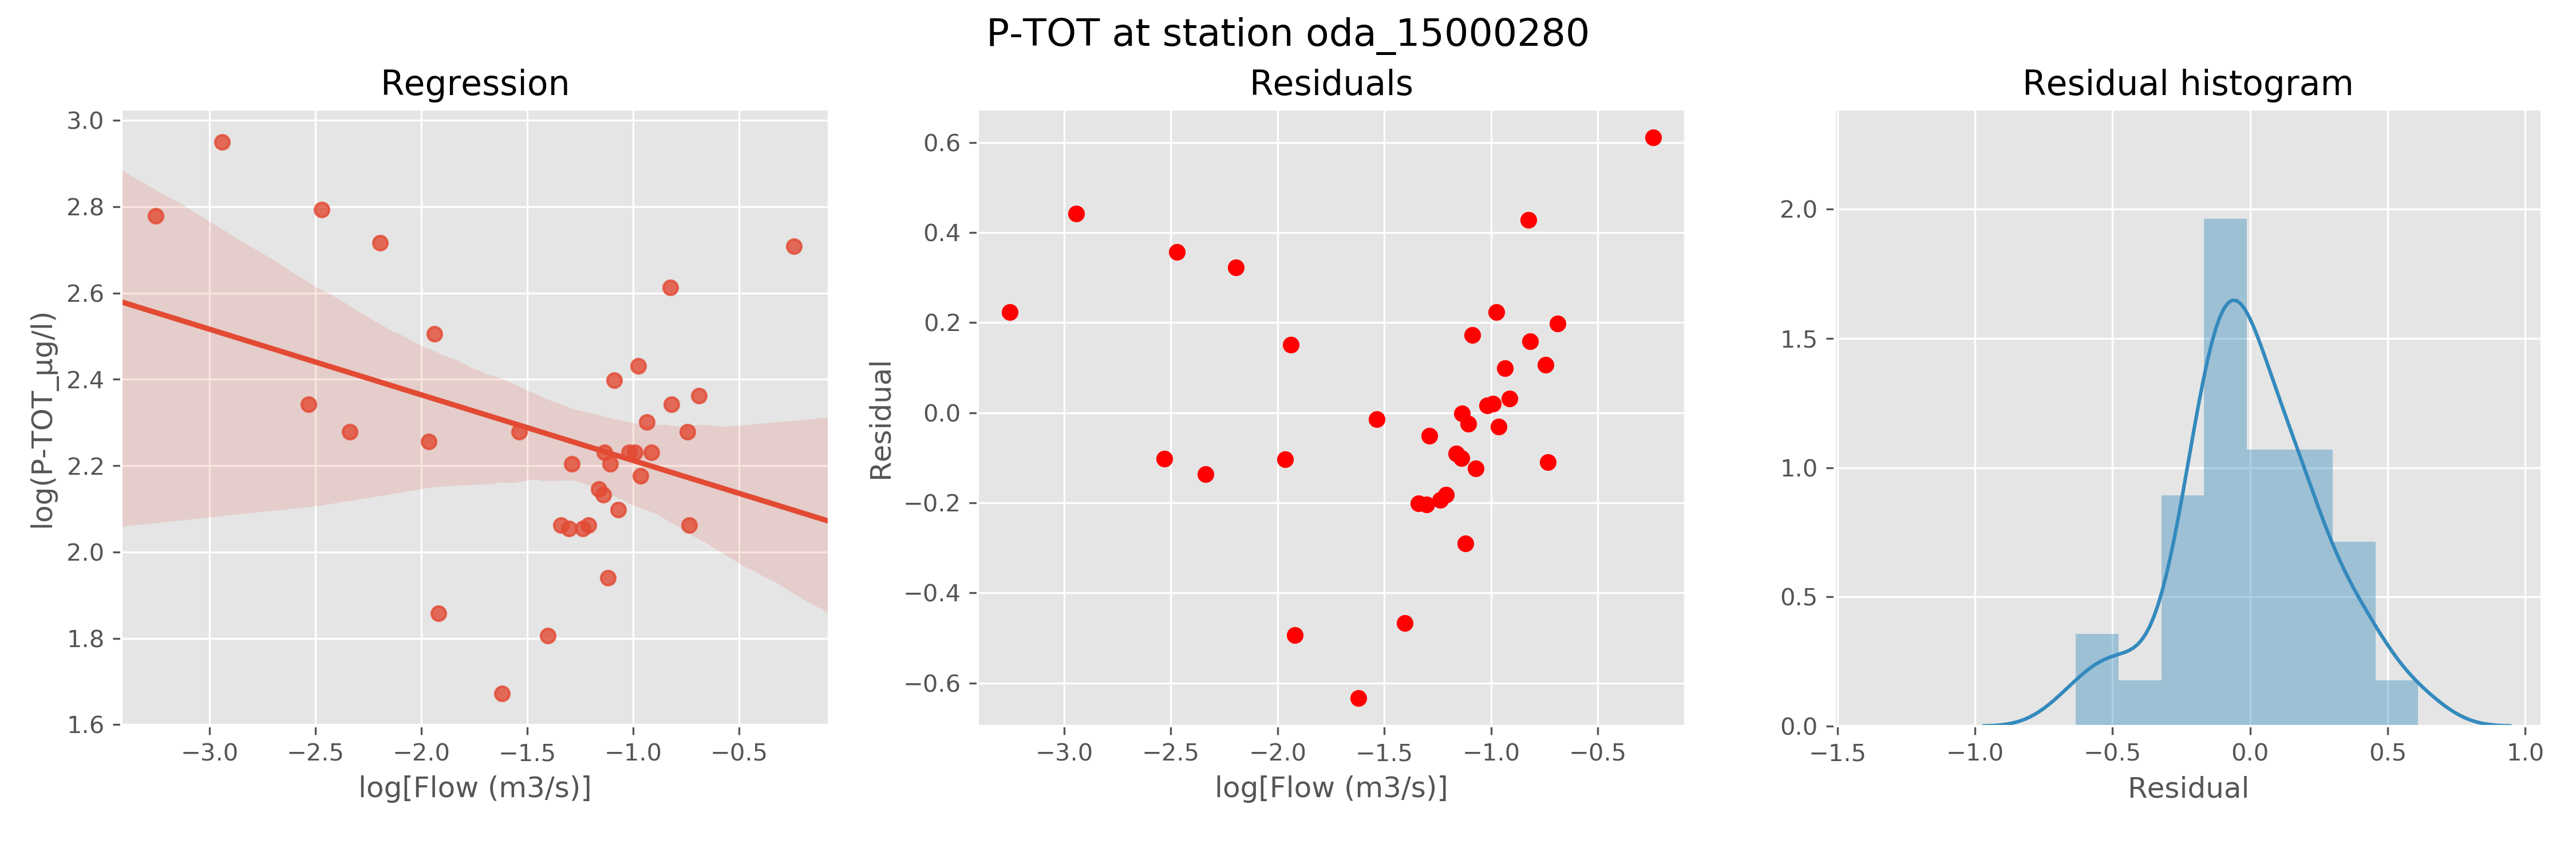 P-TOT at station oda_15000280
Regression
3.0
2.8
2.6
2.4
2.2
2.0
1.8
1.6
log(P-TOT_µg/l)
−3.0 −2.5 −2.0 −1.5 −1.0 −0.5
log[Flow (m3/s)]
Residuals
0.6
0.4
0.2
0.0
−0.2
−0.4
−0.6
Residual
−3.0 −2.5 −2.0 −1.5 −1.0 −0.5
log[Flow (m3/s)]
Residual histogram
2.0
1.5
1.0
0.5
0.0
−1.5 −1.0 −0.5 0.0 0.5 1.0
Residual